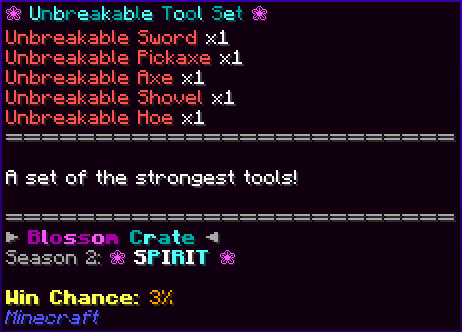 ❀ Unbreakable Tool Set ❀
Unbreakable Sword x1
Unbreakable Pickaxe x1
Unbreakable Axe x1
Unbreakable Shovel x1
Unbreakable Hoe x1
============================
A set of the strongest tools!
============================
► Blossom Crate ◄
Season 2: ❀ SPIRIT ❀
Win Chance: 3%
Minecraft